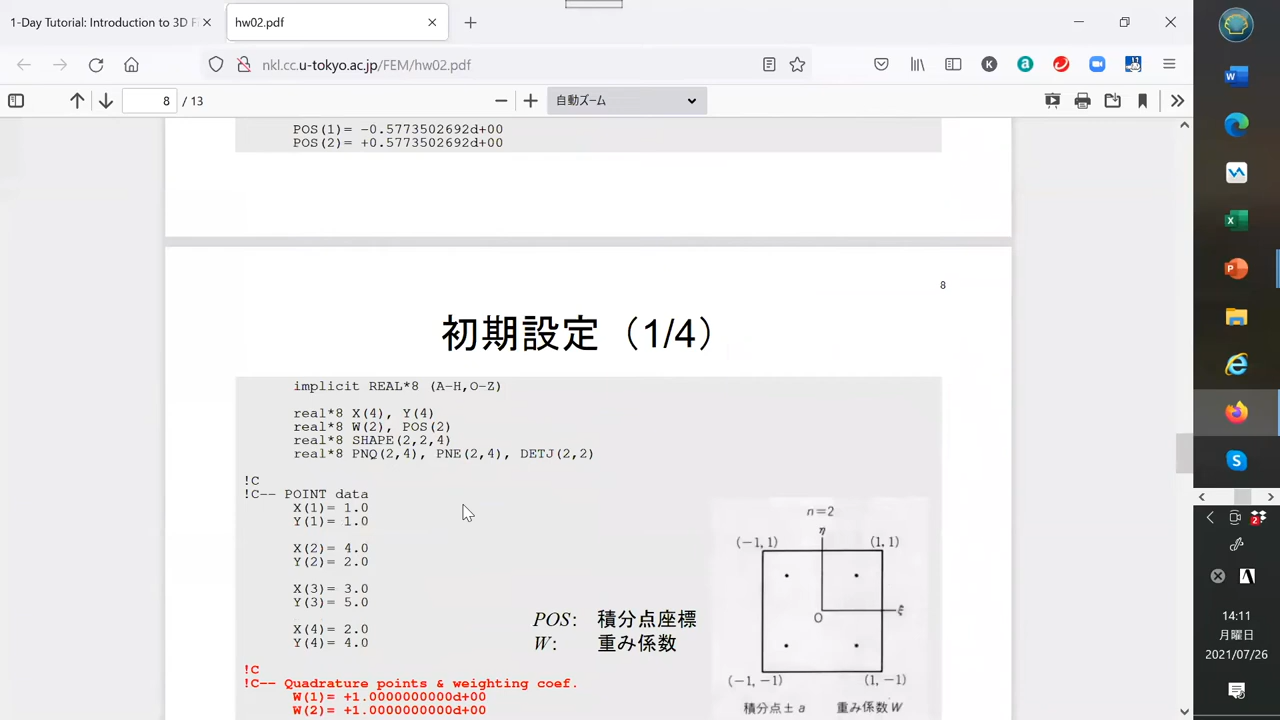 1-Day Tutorial: Introduction to 3D F
hw02.pdf
nkl.cc.u-tokyo.ac.jp/FEM/hw02.pdf
8 / 13
自動ズーム
POS(1)= -0.5773502692d+00
POS(2)= +0.5773502692d+00
8
初期設定（1/4）
implicit REAL*8 (A-H,O-Z)
real*8 X(4), Y(4)
real*8 W(2), POS(2)
real*8 SHAPE(2,2,4)
real*8 PNQ(2,4), PNE(2,4), DETJ(2,2)
!C
!C-- POINT data
X(1)= 1.0
Y(1)= 1.0
X(2)= 4.0
Y(2)= 2.0
X(3)= 3.0
Y(3)= 5.0
X(4)= 2.0
Y(4)= 4.0
!C
!C-- Quadrature points & weighting coef.
W(1)= +1.0000000000d+00
W(2)= +1.0000000000d+00
POS: 積分点座標
W: 重み係数
n=2
η
(−1, 1) (1, 1)
ξ
O
(−1, −1) (1, −1)
積分点±a 重み係数W
14:11
月曜日
2021/07/26